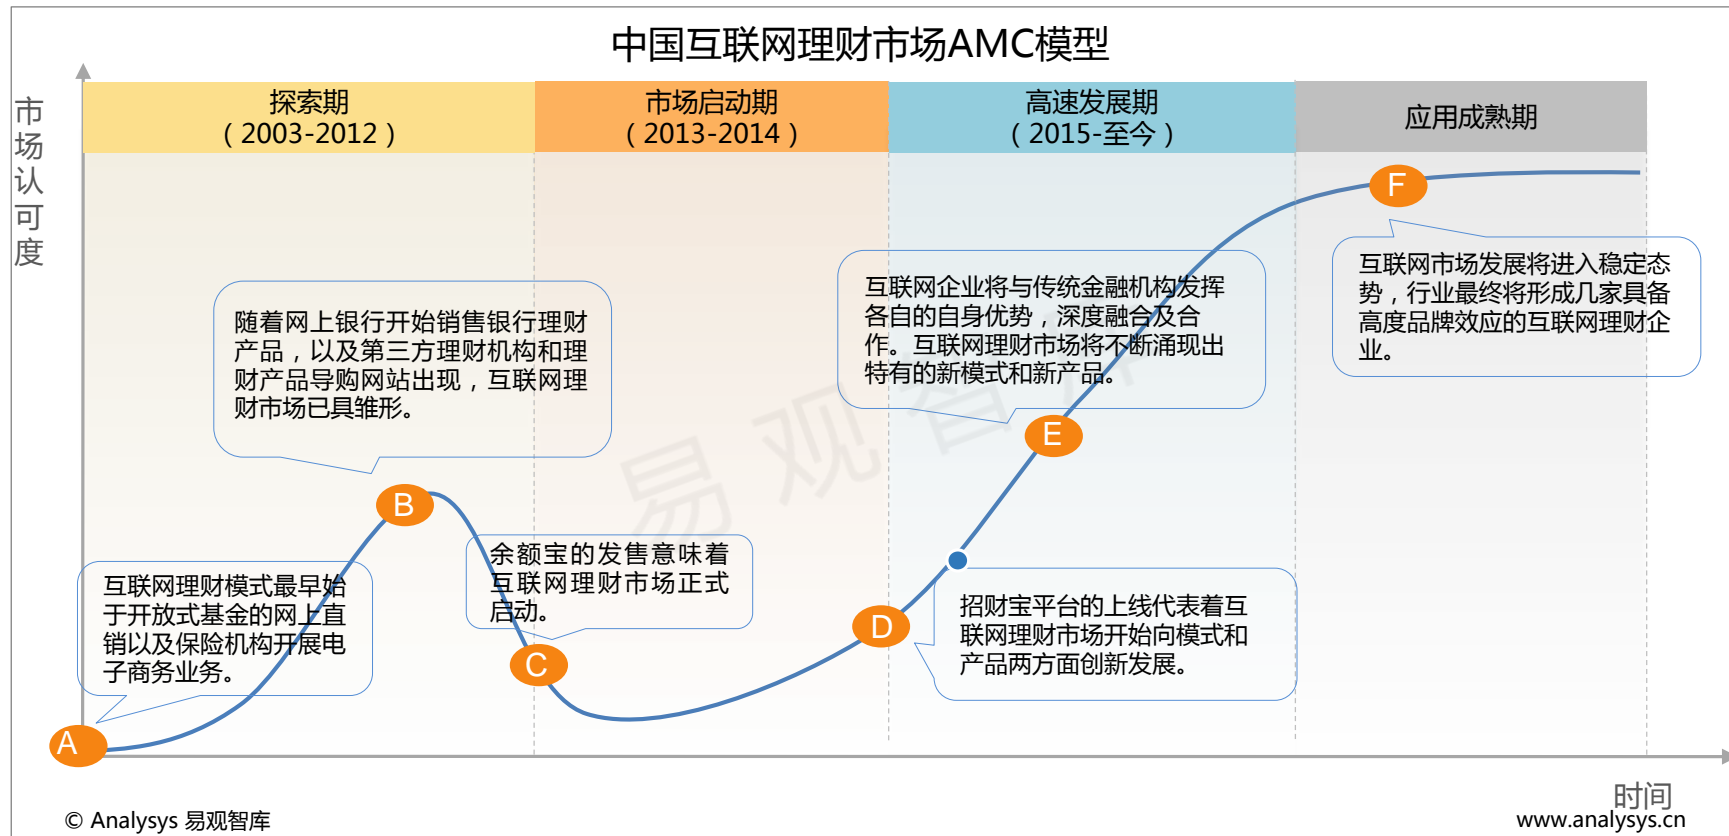 中国互联网理财市场AMC模型
市场认可度
探索期
（2003-2012）
市场启动期
（2013-2014）
高速发展期
（2015-至今）
应用成熟期
F
互联网市场发展将进入稳定态
势，行业最终将形成几家具备
高度品牌效应的互联网理财企
业。
互联网企业将与传统金融机构发挥
各自的自身优势，深度融合及合
作。互联网理财市场将不断涌现出
特有的新模式和新产品。
E
随着网上银行开始销售银行理财
产品，以及第三方理财机构和理
财产品导购网站出现，互联网理
财市场已具雏形。
B
余额宝的发售意味着
互联网理财市场正式
启动。
C
互联网理财模式最早始
于开放式基金的网上直
销以及保险机构开展电
子商务业务。
A
D
招财宝平台的上线代表着互
联网理财市场开始向模式和
产品两方面创新发展。
易观智库
时间
© Analysys 易观智库
www.analysys.cn